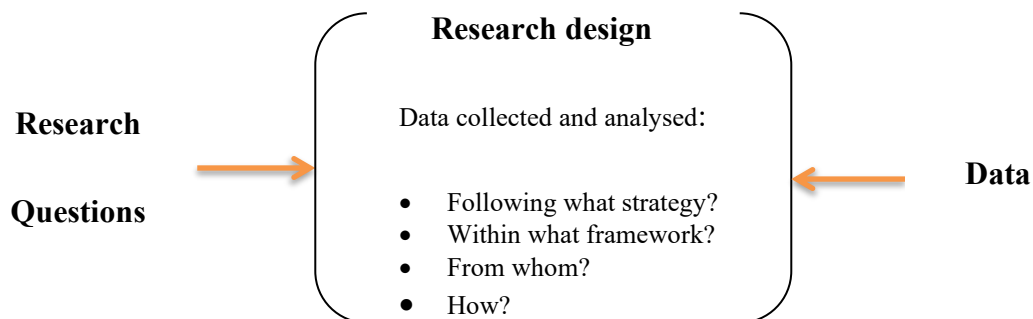 Research design
Research
Questions
Data collected and analysed:
• Following what strategy?
• Within what framework?
• From whom?
• How?
Data